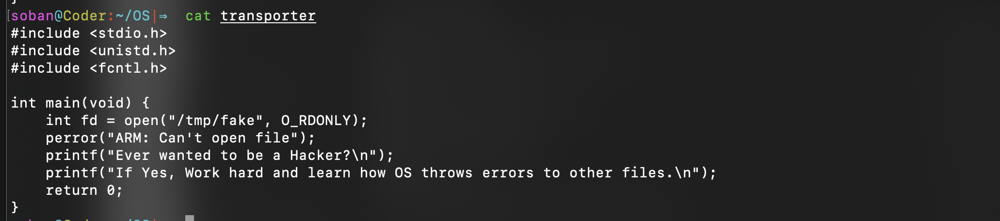 }
[soban@Coder:~/OS|⇒  cat transporter
#include <stdio.h>
#include <unistd.h>
#include <fcntl.h>

int main(void) {
    int fd = open("/tmp/fake", O_RDONLY);
    perror("ARM: Can't open file");
    printf("Ever wanted to be a Hacker?\n");
    printf("If Yes, Work hard and learn how OS throws errors to other files.\n");
    return 0;
}